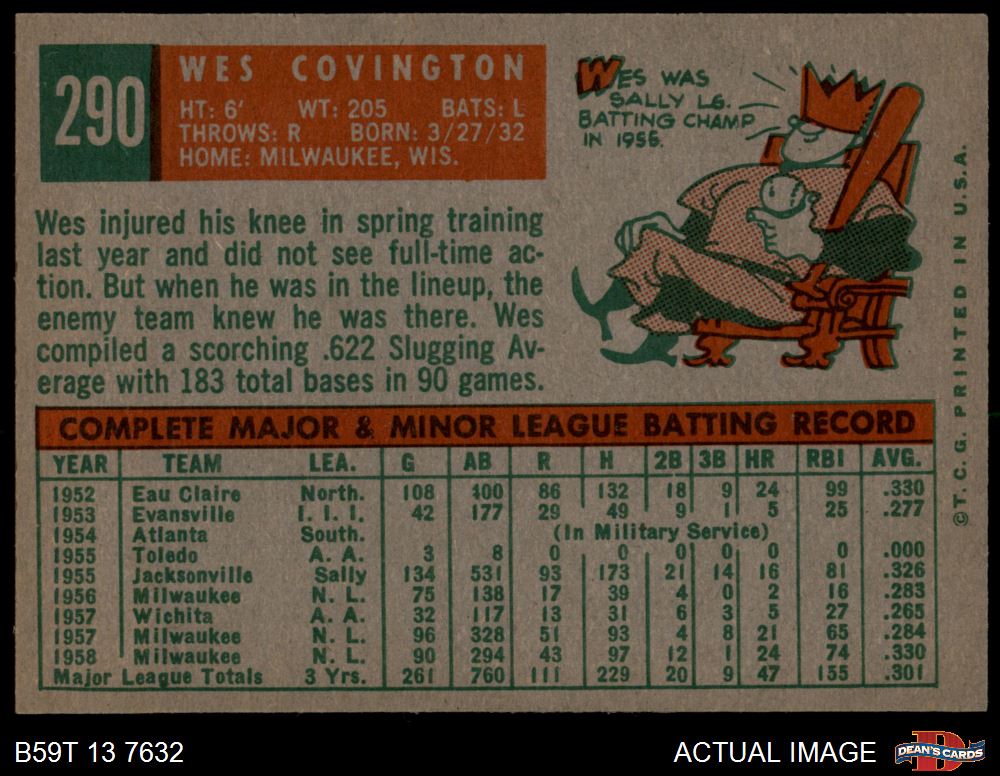 290
WES COVINGTON
HT: 6' WT: 205 BATS: L
THROWS: R BORN: 3/27/32
HOME: MILWAUKEE, WIS.
WES WAS
SALLY LG.
BATTING CHAMP
IN 1955.
Wes injured his knee in spring training
last year and did not see full-time ac-
tion. But when he was in the lineup, the
enemy team knew he was there. Wes
compiled a scorching .622 Slugging Av-
erage with 183 total bases in 90 games.
COMPLETE MAJOR & MINOR LEAGUE BATTING RECORD
YEAR TEAM LEA. G AB R H 2B 3B HR RBI AVG.
1952 Eau Claire North. 108 400 86 132 18 9 24 99 .330
1953 Evansville I. I. I. 42 177 29 49 9 1 5 25 .277
1954 Atlanta South. (In Military Service)
1955 Toledo A. A. 3 8 0 0 0 0 0 0 .000
1955 Jacksonville Sally 134 531 93 173 21 14 16 81 .326
1956 Milwaukee N. L. 75 138 17 39 4 0 2 16 .283
1957 Wichita A. A. 32 117 13 31 6 3 5 27 .265
1957 Milwaukee N. L. 96 328 51 93 4 8 21 65 .284
1958 Milwaukee N. L. 90 294 43 97 12 1 24 74 .330
Major League Totals 3 Yrs. 261 760 111 229 20 9 47 155 .301
©T. C. G. PRINTED IN U.S.A.
B59T 13 7632
ACTUAL IMAGE
DEAN'S CARDS